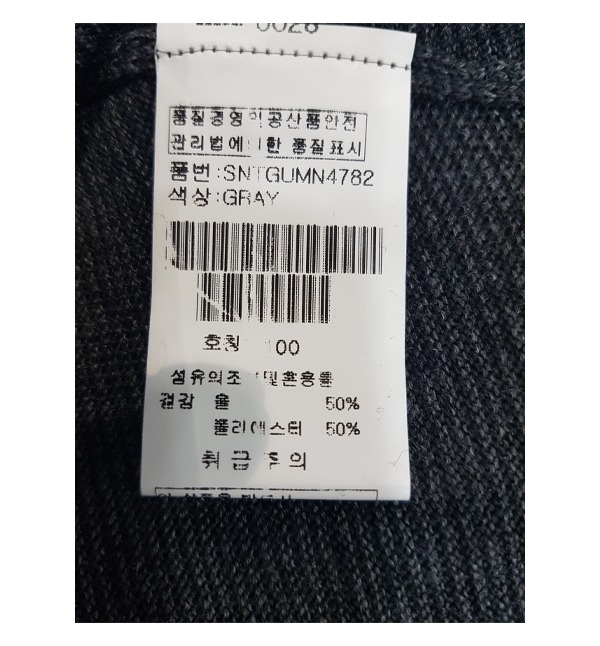 0028
품질경영 및 공산품안전
관리법에 의한 품질표시
품번:SNTGUMN4782
색상:GRAY
호칭 00
섬유의조 및혼용률
겉감 울 50%
폴리에스터 50%
취급주의